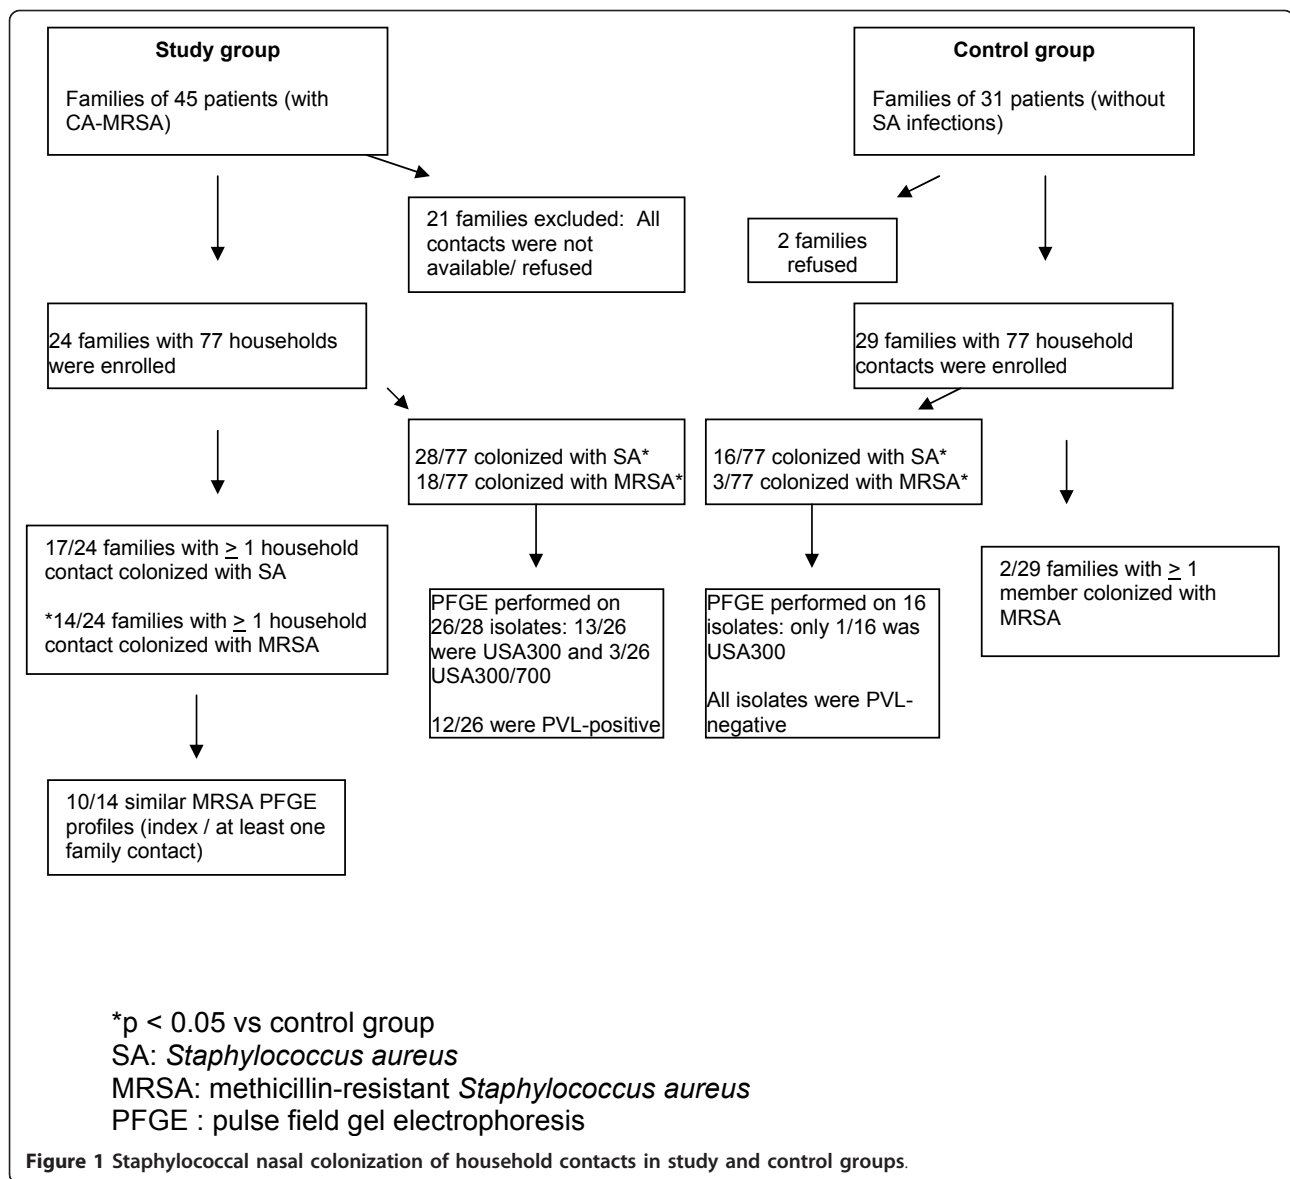 Study group
Families of 45 patients (with
CA-MRSA)
Control group
Families of 31 patients (without
SA infections)
21 families excluded:  All
contacts were not
available/ refused
2 families
refused
24 families with 77 households
were enrolled
29 families with 77 household
contacts were enrolled
28/77 colonized with SA*
18/77 colonized with MRSA*
16/77 colonized with SA*
3/77 colonized with MRSA*
17/24 families with ≥ 1 household
contact colonized with SA
*14/24 families with ≥ 1 household
contact colonized with MRSA
PFGE performed on
26/28 isolates: 13/26
were USA300 and 3/26
USA300/700
12/26 were PVL-positive
PFGE performed on 16
isolates: only 1/16 was
USA300
All isolates were PVL-
negative
2/29 families with ≥ 1
member colonized with
MRSA
10/14 similar MRSA PFGE
profiles (index / at least one
family contact)
*p < 0.05 vs control group
SA: Staphylococcus aureus
MRSA: methicillin-resistant Staphylococcus aureus
PFGE : pulse field gel electrophoresis
Figure 1 Staphylococcal nasal colonization of household contacts in study and control groups.